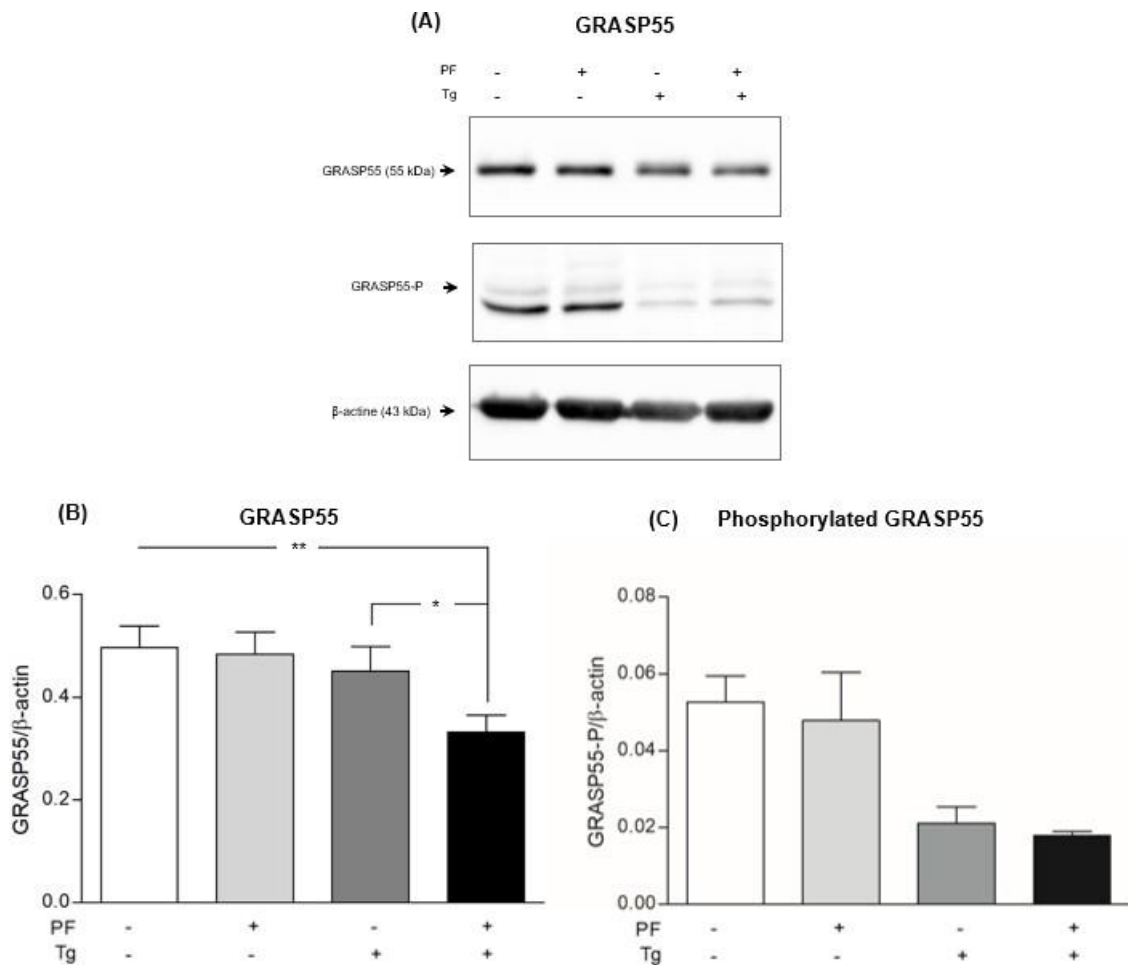 (A) GRASP55
PF - + - +
Tg - - + +
GRASP55 (55 kDa)
GRASP55-P
β-actine (43 kDa)
(B) GRASP55
**
*
0.6
0.4
0.2
0.0
GRASP55/β-actin
PF - + - +
Tg - - + +
(C) Phosphorylated GRASP55
0.08
0.06
0.04
0.02
0.00
GRASP55-P/β-actin
PF - + - +
Tg - - + +